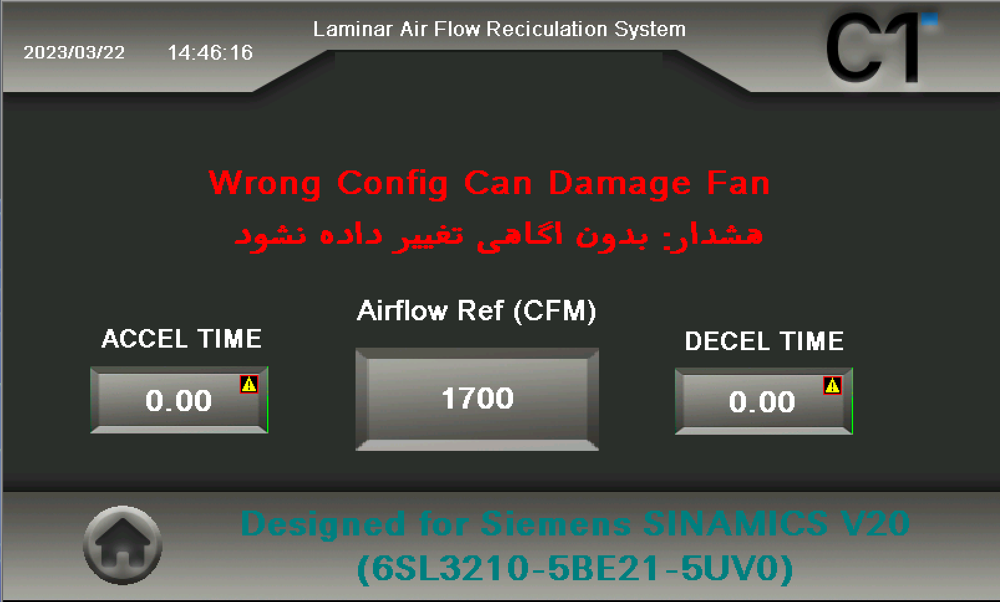 Laminar Air Flow Reciculation System
2023/03/22 14:46:16
C1
Wrong Config Can Damage Fan
هشدار: بدون اگاهی تغییر داده نشود
Airflow Ref (CFM)
ACCEL TIME
DECEL TIME
0.00
1700
0.00
Designed for Siemens SINAMICS V20
(6SL3210-5BE21-5UV0)